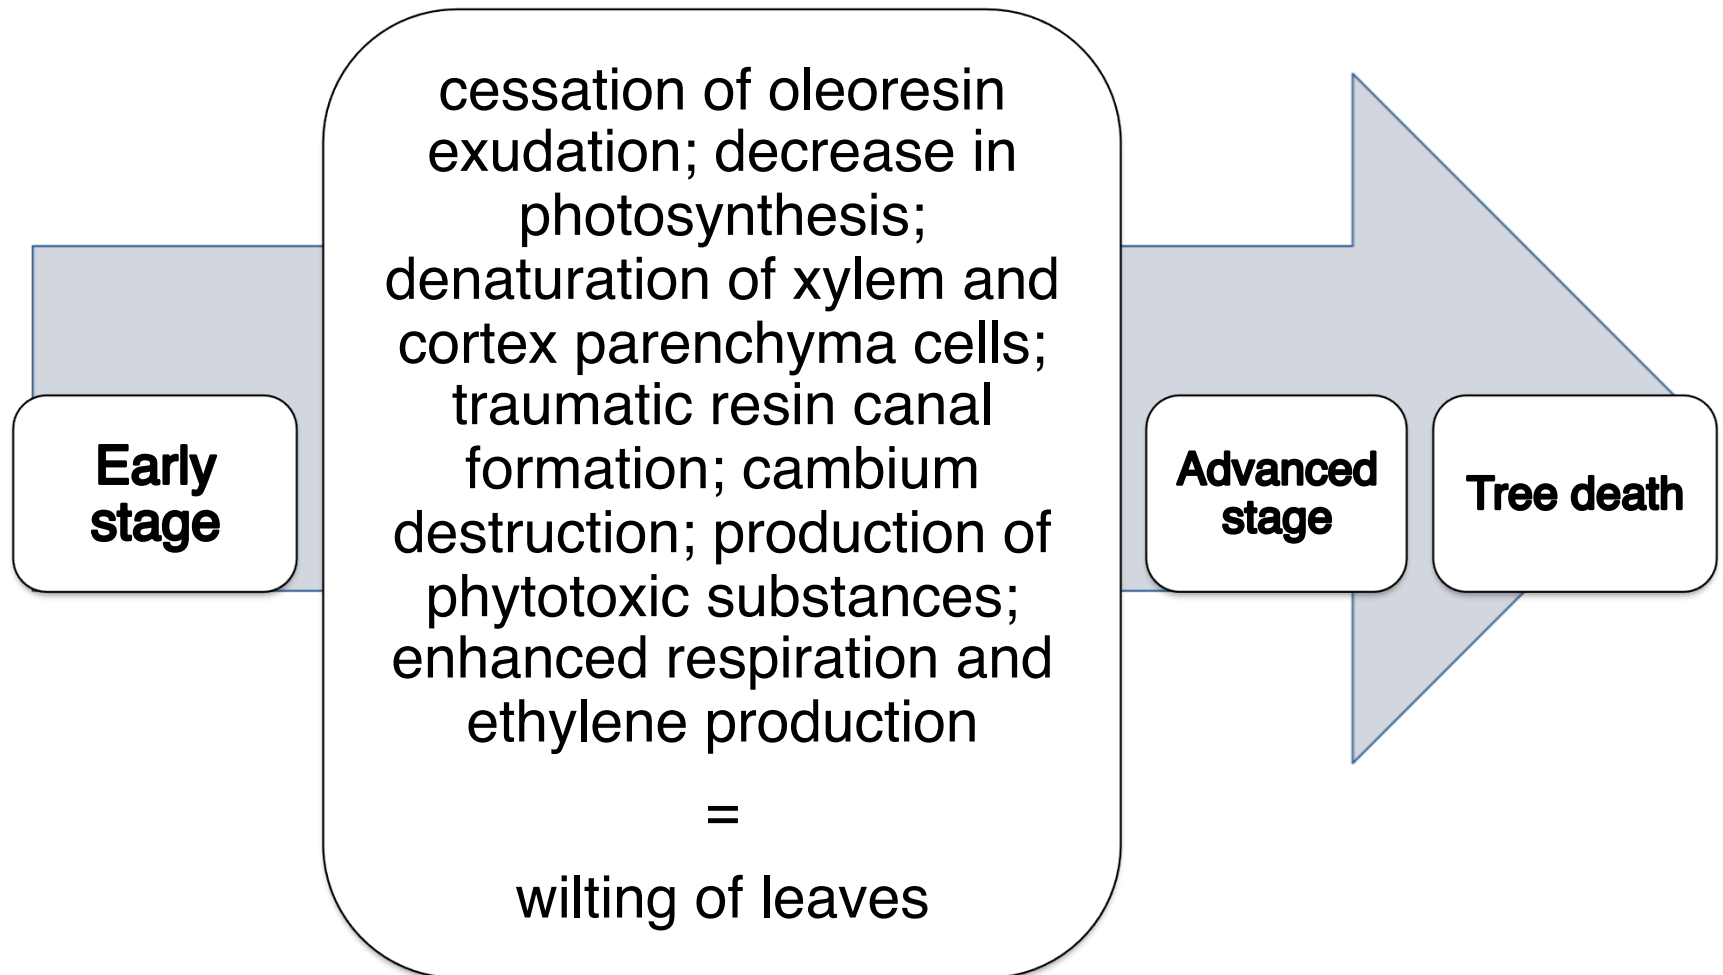 Early
stage
cessation of oleoresin
exudation; decrease in
photosynthesis;
denaturation of xylem and
cortex parenchyma cells;
traumatic resin canal
formation; cambium
destruction; production of
phytotoxic substances;
enhanced respiration and
ethylene production
=
wilting of leaves
Advanced
stage
Tree death